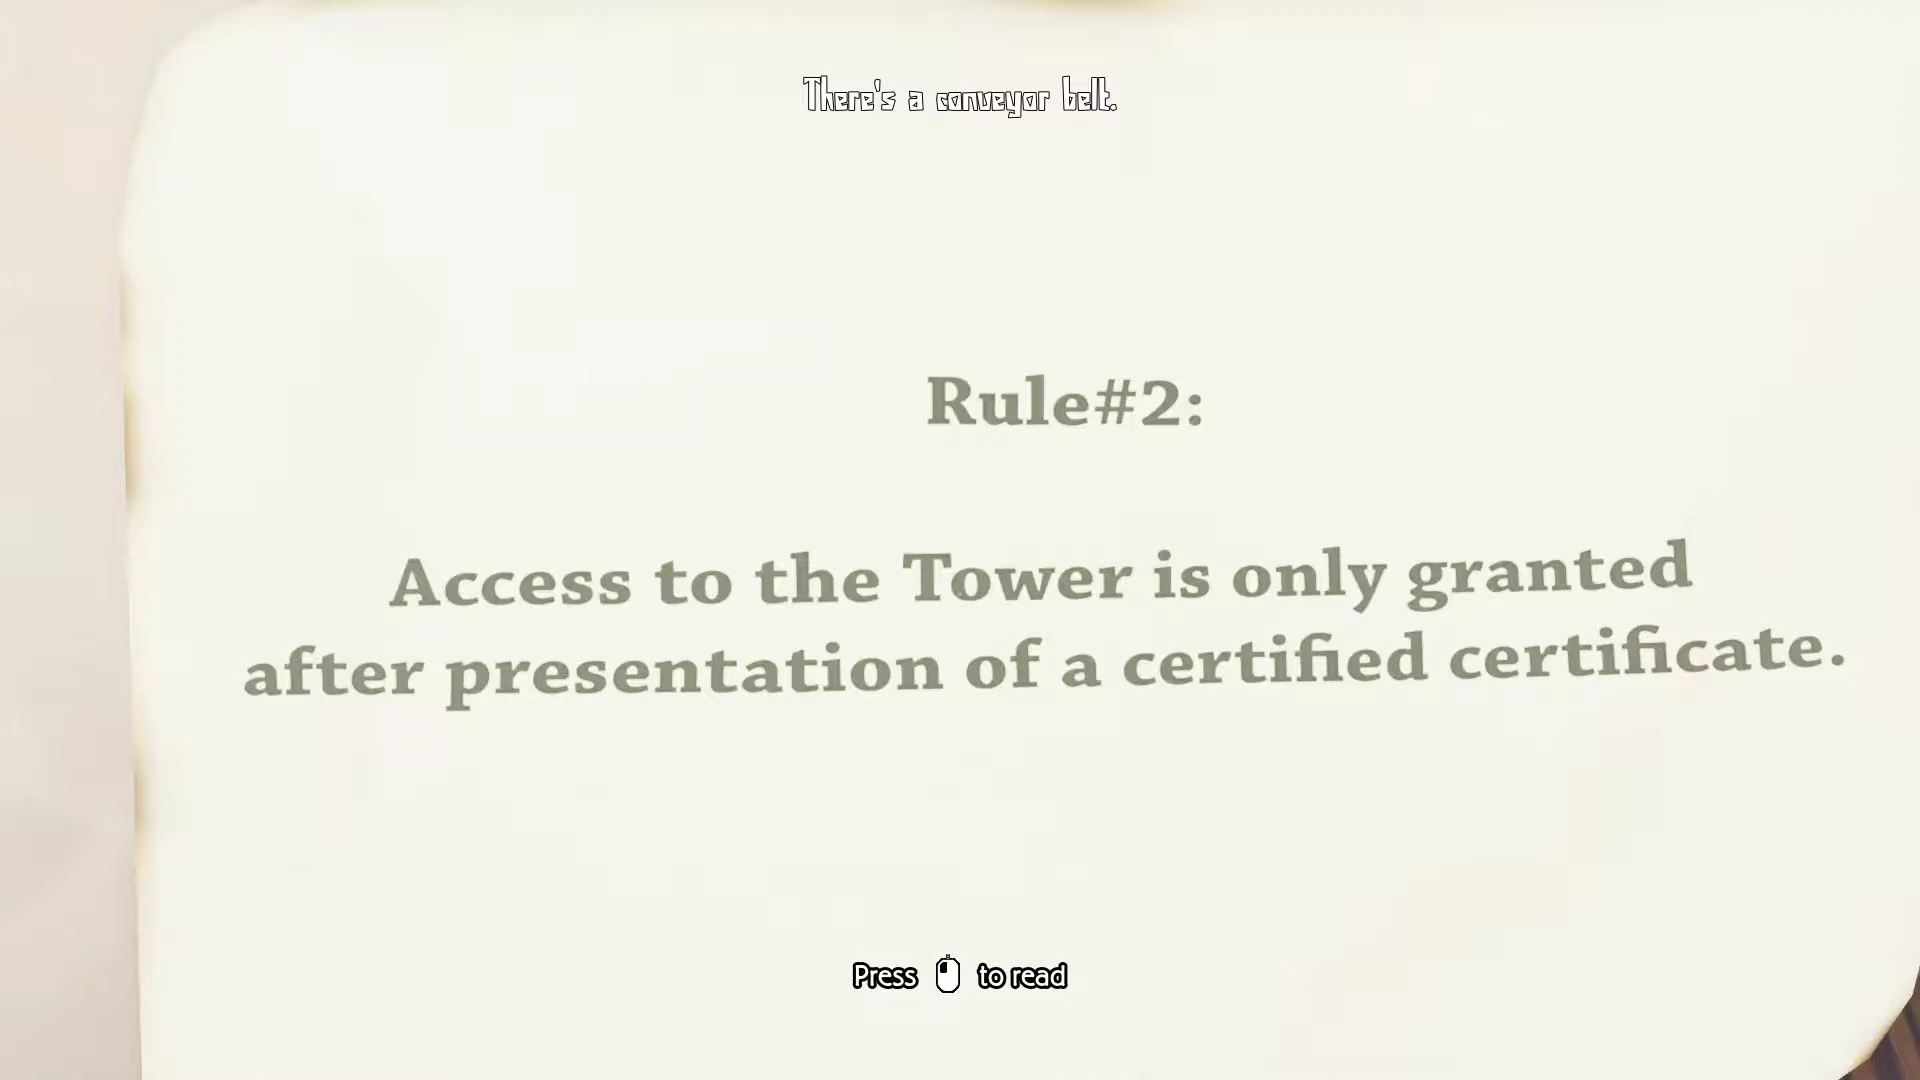 There's a conveyor belt.
Rule#2:
Access to the Tower is only granted
after presentation of a certified certificate.
Press to read